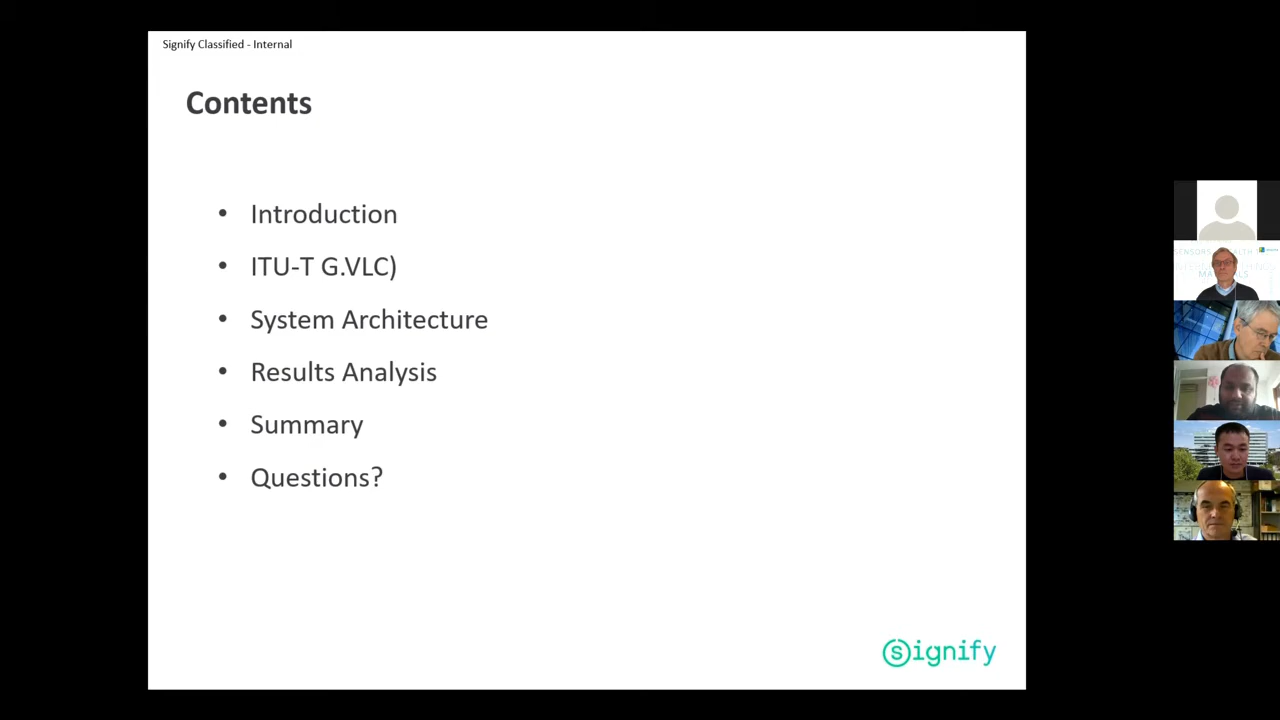 Signify Classified - Internal
Contents
• Introduction
• ITU-T G.VLC)
• System Architecture
• Results Analysis
• Summary
• Questions?
signify